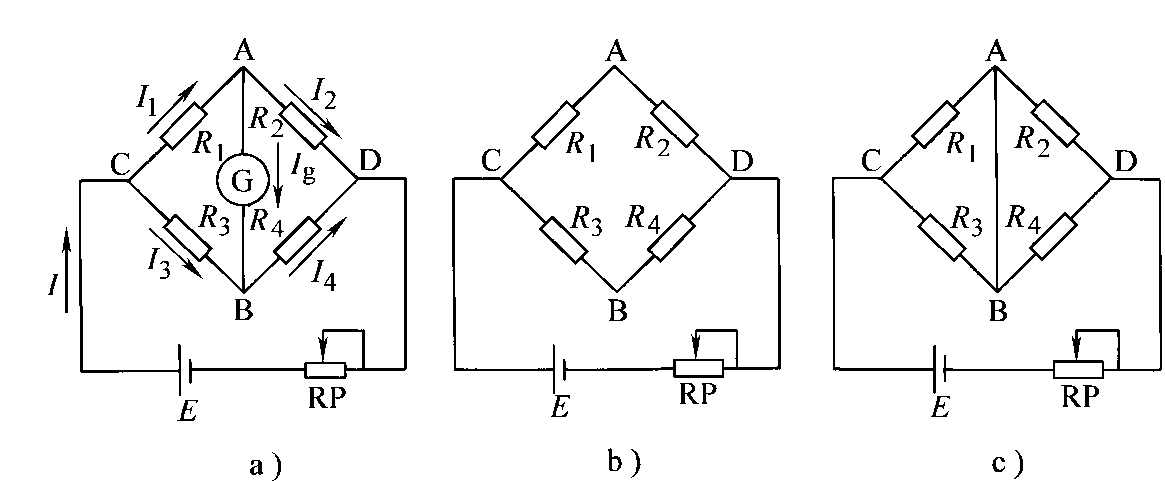 A
I₁
I₂
R₁
R₂
C
D
G
I_g
R₃
R₄
I₃
I₄
I
B
RP
E
a)
A
R₁
R₂
C
D
R₃
R₄
B
RP
E
b)
A
R₁
R₂
C
D
R₃
R₄
B
RP
E
c)